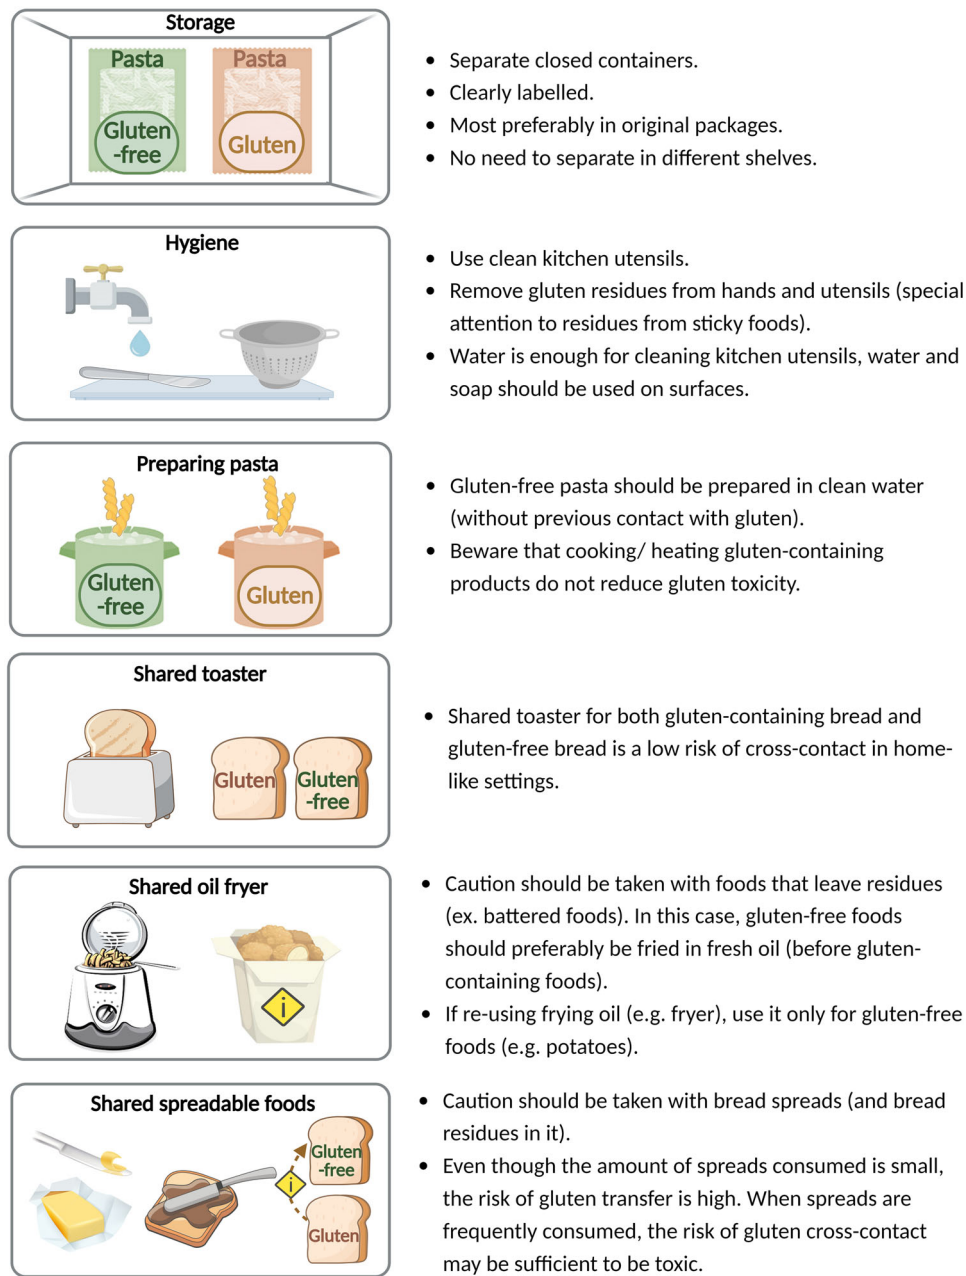 Storage
Pasta
Pasta
Gluten
-free
Gluten
• Separate closed containers.
• Clearly labelled.
• Most preferably in original packages.
• No need to separate in different shelves.
Hygiene
• Use clean kitchen utensils.
• Remove gluten residues from hands and utensils (special
attention to residues from sticky foods).
• Water is enough for cleaning kitchen utensils, water and
soap should be used on surfaces.
Preparing pasta
Gluten
-free
Gluten
• Gluten-free pasta should be prepared in clean water
(without previous contact with gluten).
• Beware that cooking/ heating gluten-containing
products do not reduce gluten toxicity.
Shared toaster
Gluten
Gluten
-free
• Shared toaster for both gluten-containing bread and
gluten-free bread is a low risk of cross-contact in home-
like settings.
Shared oil fryer
i
• Caution should be taken with foods that leave residues
(ex. battered foods). In this case, gluten-free foods
should preferably be fried in fresh oil (before gluten-
containing foods).
• If re-using frying oil (e.g. fryer), use it only for gluten-free
foods (e.g. potatoes).
Shared spreadable foods
Gluten
-free
i
Gluten
• Caution should be taken with bread spreads (and bread
residues in it).
• Even though the amount of spreads consumed is small,
the risk of gluten transfer is high. When spreads are
frequently consumed, the risk of gluten cross-contact
may be sufficient to be toxic.